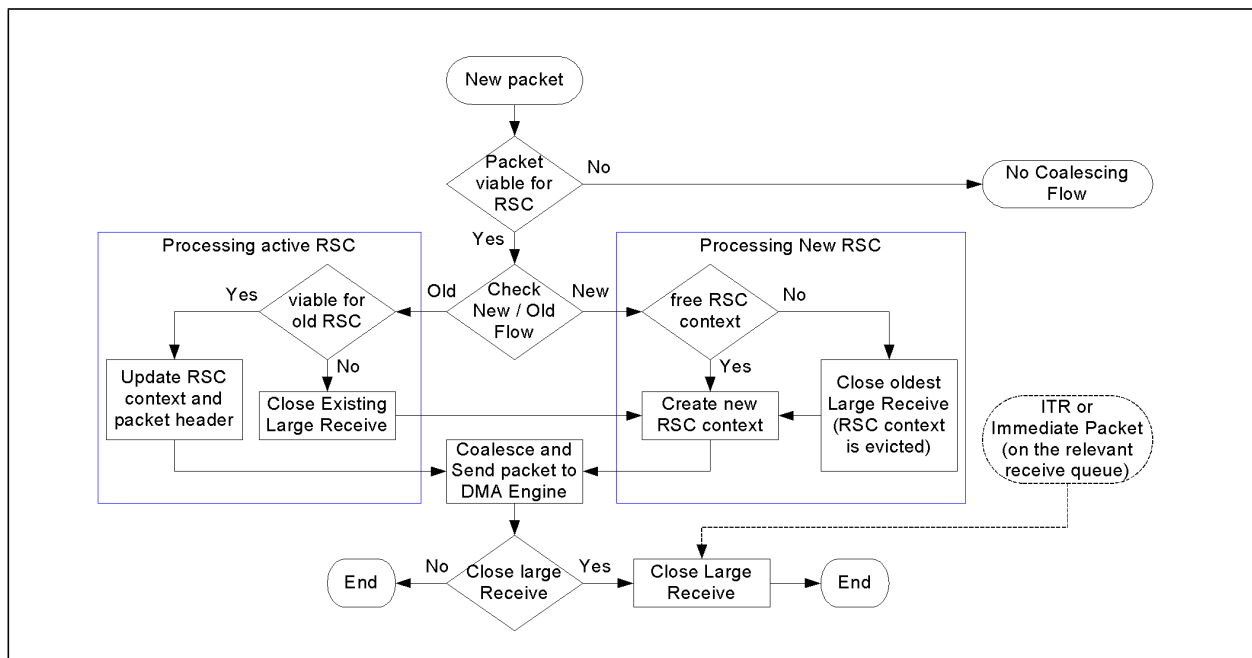 New packet
Packet
viable for
RSC
No
No Coalescing
Flow
Yes
Processing active RSC
Processing New RSC
Yes
viable for
old RSC
Old
Check
New / Old
Flow
New
free RSC
context
No
No
Yes
Update RSC
context and
packet header
Close Existing
Large Receive
Create new
RSC context
Close oldest
Large Receive
(RSC context
is evicted)
ITR or
Immediate Packet
(on the relevant
receive queue)
Coalesce and
Send packet to
DMA Engine
End
No
Close large
Receive
Yes
Close Large
Receive
End